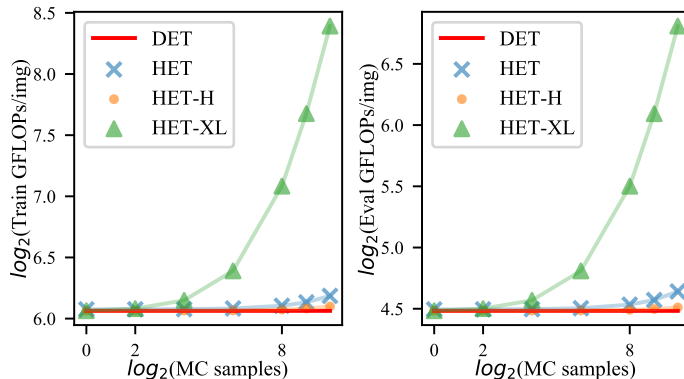 8.5
8.0
7.5
7.0
6.5
6.0
log₂(Train GFLOPs/img)
DET
HET
HET-H
HET-XL
0
2
8
log₂(MC samples)
6.5
6.0
5.5
5.0
4.5
log₂(Eval GFLOPs/img)
DET
HET
HET-H
HET-XL
0
2
8
log₂(MC samples)